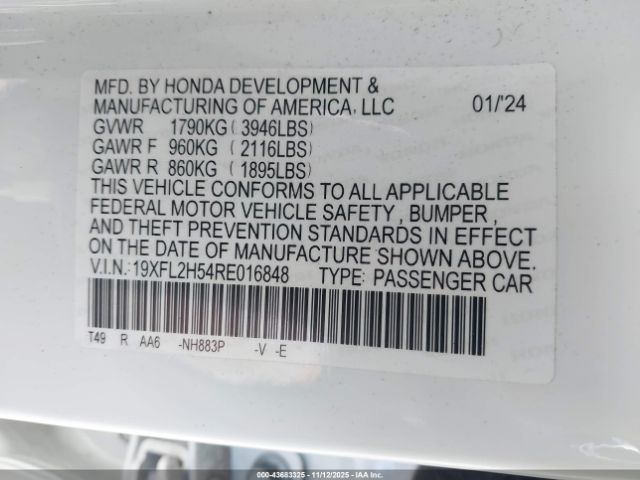 MFD. BY HONDA DEVELOPMENT &
MANUFACTURING OF AMERICA, LLC 01/'24
GVWR 1790KG ( 3946LBS)
GAWR F 960KG ( 2116LBS)
GAWR R 860KG ( 1895LBS)
THIS VEHICLE CONFORMS TO ALL APPLICABLE
FEDERAL MOTOR VEHICLE SAFETY , BUMPER ,
AND THEFT PREVENTION STANDARDS IN EFFECT
ON THE DATE OF MANUFACTURE SHOWN ABOVE.
V.I.N.:19XFL2H54RE016848 TYPE: PASSENGER CAR
T49 R AA6 -NH883P -V -E
© IAA - 43683325 - 11/12/2025 - IAAI.COM